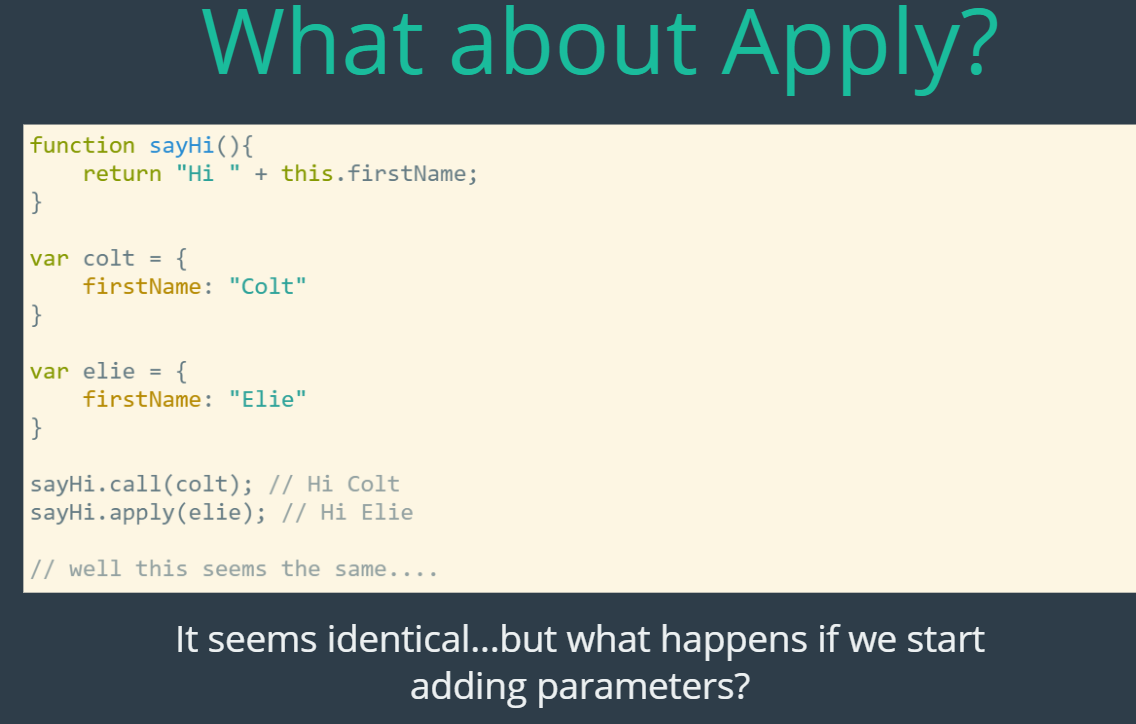 What about Apply?
function sayHi(){
    return "Hi " + this.firstName;
}
var colt = {
    firstName: "Colt"
}
var elie = {
    firstName: "Elie"
}
sayHi.call(colt); // Hi Colt
sayHi.apply(elie); // Hi Elie
// well this seems the same....
It seems identical...but what happens if we start
adding parameters?